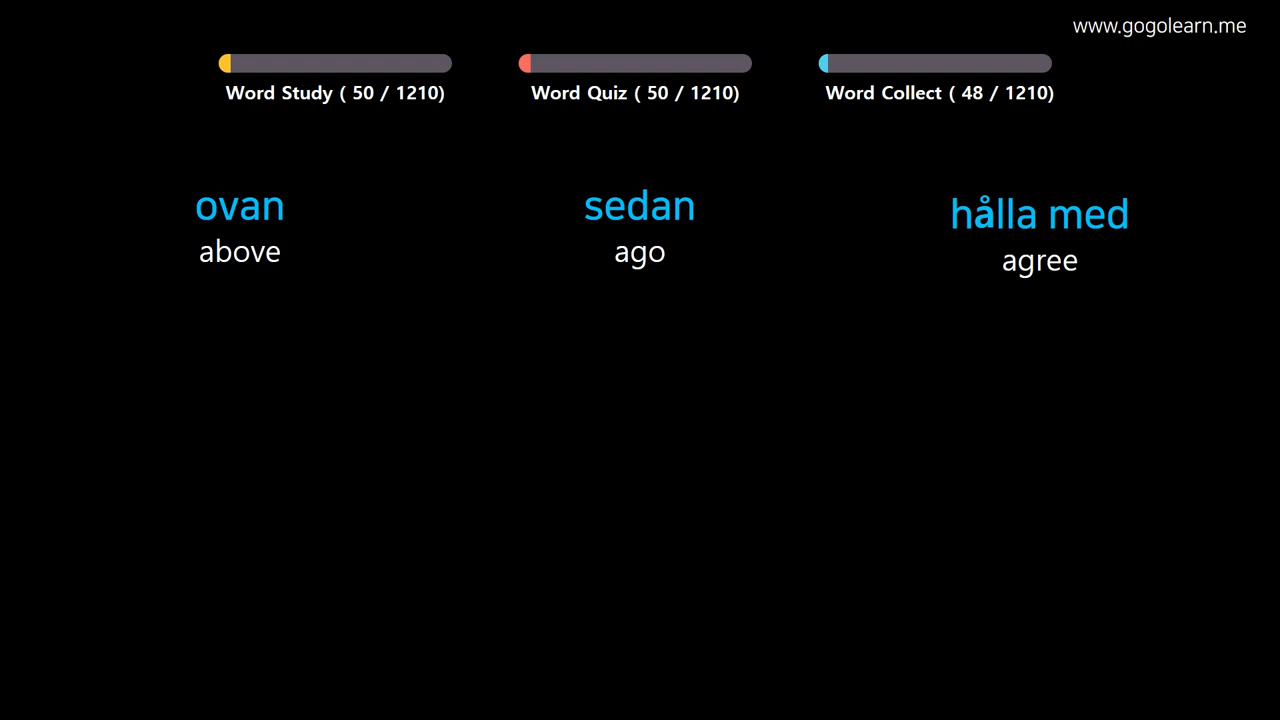 www.gogolearn.me
Word Study ( 50 / 1210)
Word Quiz ( 50 / 1210)
Word Collect ( 48 / 1210)
ovan
above
sedan
ago
hålla med
agree